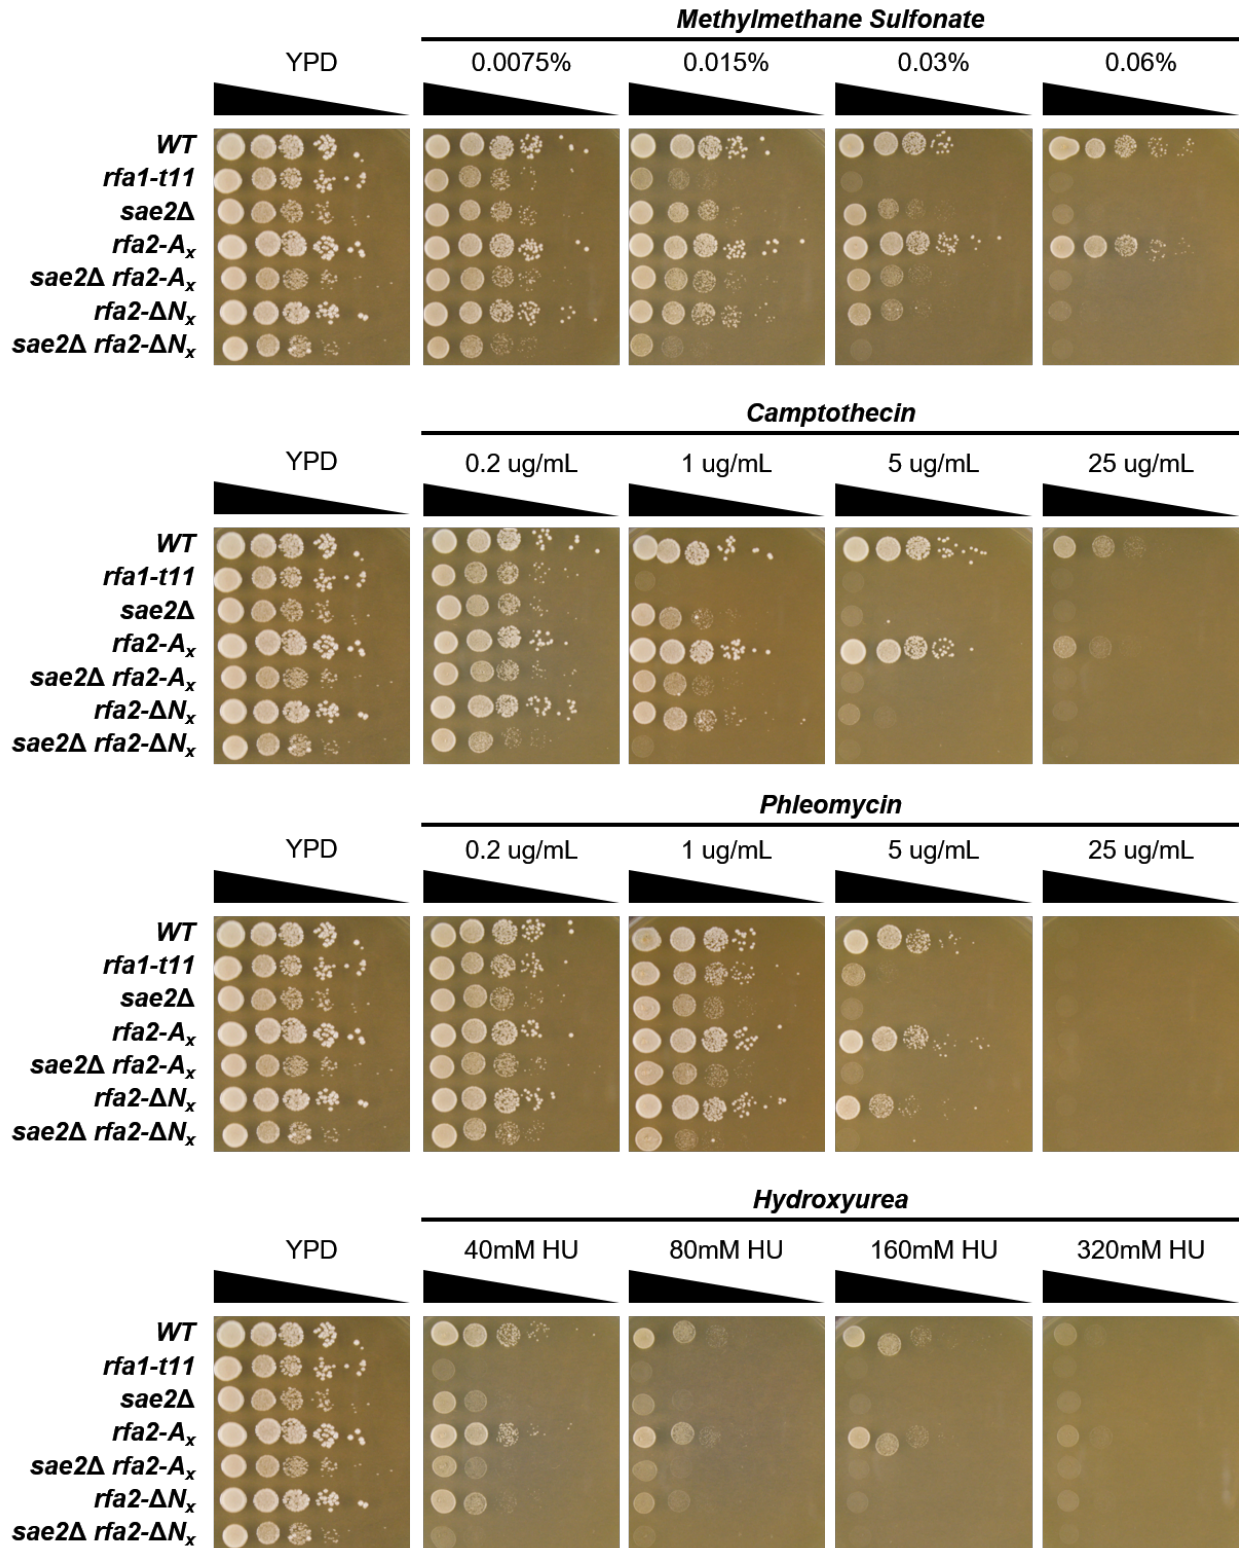 Methylmethane Sulfonate
YPD 0.0075% 0.015% 0.03% 0.06%
WT
rfa1-t11
sae2Δ
rfa2-Ax
sae2Δ rfa2-Ax
rfa2-ΔNx
sae2Δ rfa2-ΔNx
Camptothecin
YPD 0.2 ug/mL 1 ug/mL 5 ug/mL 25 ug/mL
WT
rfa1-t11
sae2Δ
rfa2-Ax
sae2Δ rfa2-Ax
rfa2-ΔNx
sae2Δ rfa2-ΔNx
Phleomycin
YPD 0.2 ug/mL 1 ug/mL 5 ug/mL 25 ug/mL
WT
rfa1-t11
sae2Δ
rfa2-Ax
sae2Δ rfa2-Ax
rfa2-ΔNx
sae2Δ rfa2-ΔNx
Hydroxyurea
YPD 40mM HU 80mM HU 160mM HU 320mM HU
WT
rfa1-t11
sae2Δ
rfa2-Ax
sae2Δ rfa2-Ax
rfa2-ΔNx
sae2Δ rfa2-ΔNx